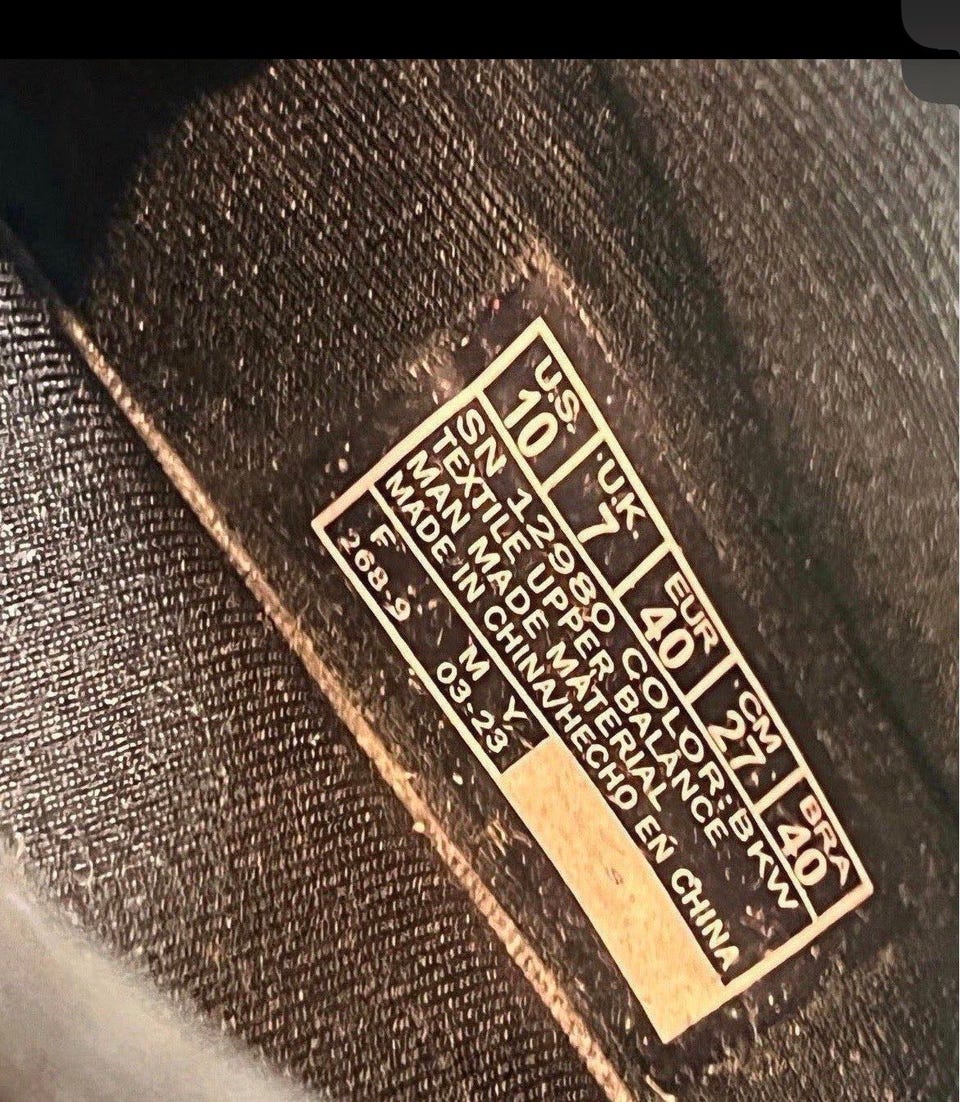 U.S. U.K. EUR CM BRA
10 7 40 27 40
SN 12980 COLOR:BKW
TEXTILE UPPER BALANCE
MAN MADE MATERIAL
MADE IN CHINA/HECHO EN CHINA
F M Y
268-9 03-23